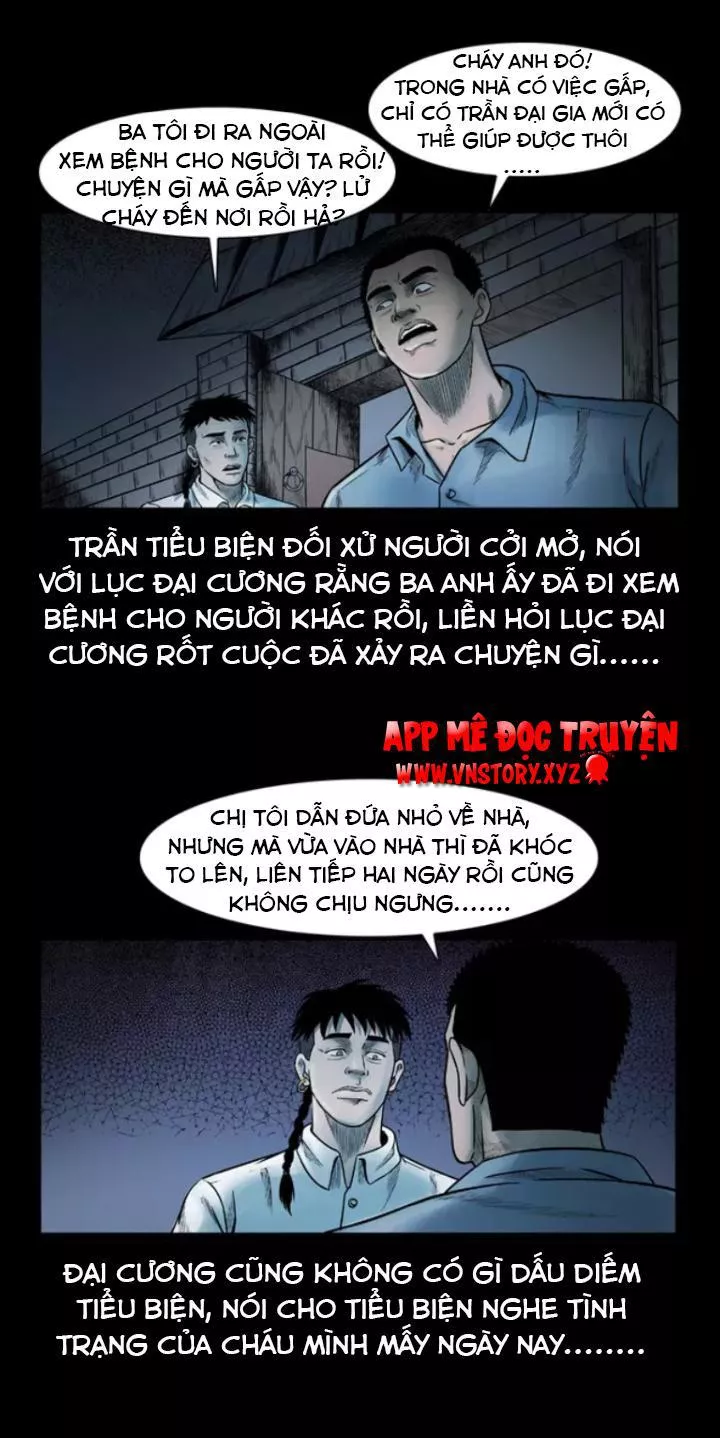 CHÁY ANH ĐÓ!
TRONG NHÀ CÓ VIỆC GẤP,
CHỈ CÓ TRẦN ĐẠI GIA MỚI CÓ
THỂ GIÚP ĐƯỢC THÔI
.....
BA TÔI ĐI RA NGOÀI
XEM BỆNH CHO NGƯỜI TA RỒI!
CHUYỆN GÌ MÀ GẤP VẬY? LỬ
CHÁY ĐẾN NƠI RỒI HẢ?
TRẦN TIỂU BIỆN ĐỐI XỬ NGƯỜI CỞI MỞ, NÓI
VỚI LỤC ĐẠI CƯƠNG RẰNG BA ANH ẤY ĐÃ ĐI XEM
BỆNH CHO NGƯỜI KHÁC RỒI, LIỀN HỎI LỤC ĐẠI
CƯƠNG RỐT CUỘC ĐÃ XẢY RA CHUYỆN GÌ......
APP MÊ ĐỌC TRUYỆN
WWW.VNSTORY.XYZ
CHỊ TÔI DẪN ĐỨA NHỎ VỀ NHÀ,
NHƯNG MÀ VỪA VÀO NHÀ THÌ ĐÃ KHÓC
TO LÊN, LIÊN TIẾP HAI NGÀY RỒI CŨNG
KHÔNG CHỊU NGƯNG.......
ĐẠI CƯƠNG CŨNG KHÔNG CÓ GÌ DẤU DIẾM
TIỂU BIỆN, NÓI CHO TIỂU BIỆN NGHE TÌNH
TRẠNG CỦA CHÁU MÌNH MẤY NGÀY NAY........